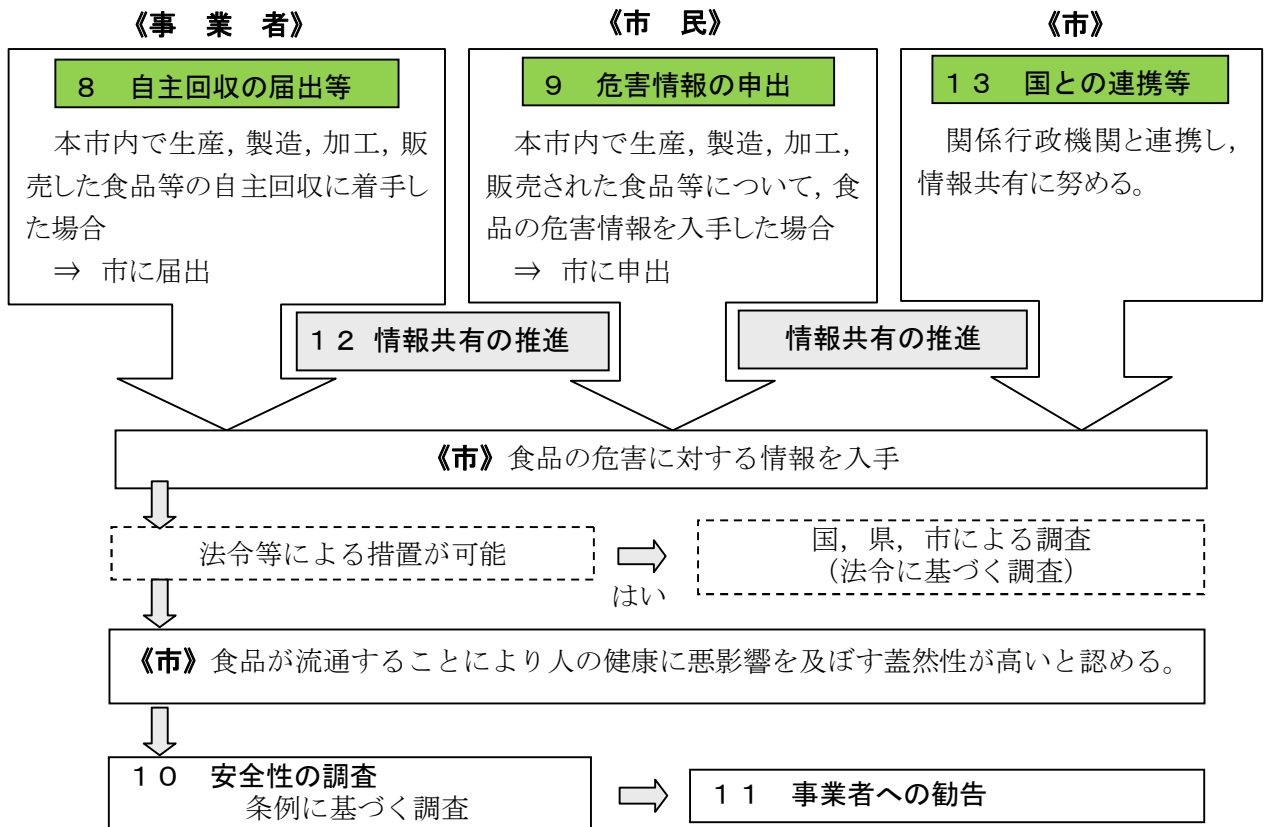 《事　業　者》
８　自主回収の届出等
本市内で生産，製造，加工，販
売した食品等の自主回収に着手し
た場合
⇒　市に届出
《市　民》
９　危害情報の申出
本市内で生産，製造，加工，
販売された食品等について，食
品の危害情報を入手した場合
⇒　市に申出
《市》
１３　国との連携等
関係行政機関と連携し，
情報共有に努める。
１２ 情報共有の推進
情報共有の推進
《市》食品の危害に対する情報を入手
法令等による措置が可能
はい
国，県，市による調査
（法令に基づく調査）
《市》食品が流通することにより人の健康に悪影響を及ぼす蓋然性が高いと認める。
１０　安全性の調査
条例に基づく調査
１１　事業者への勧告